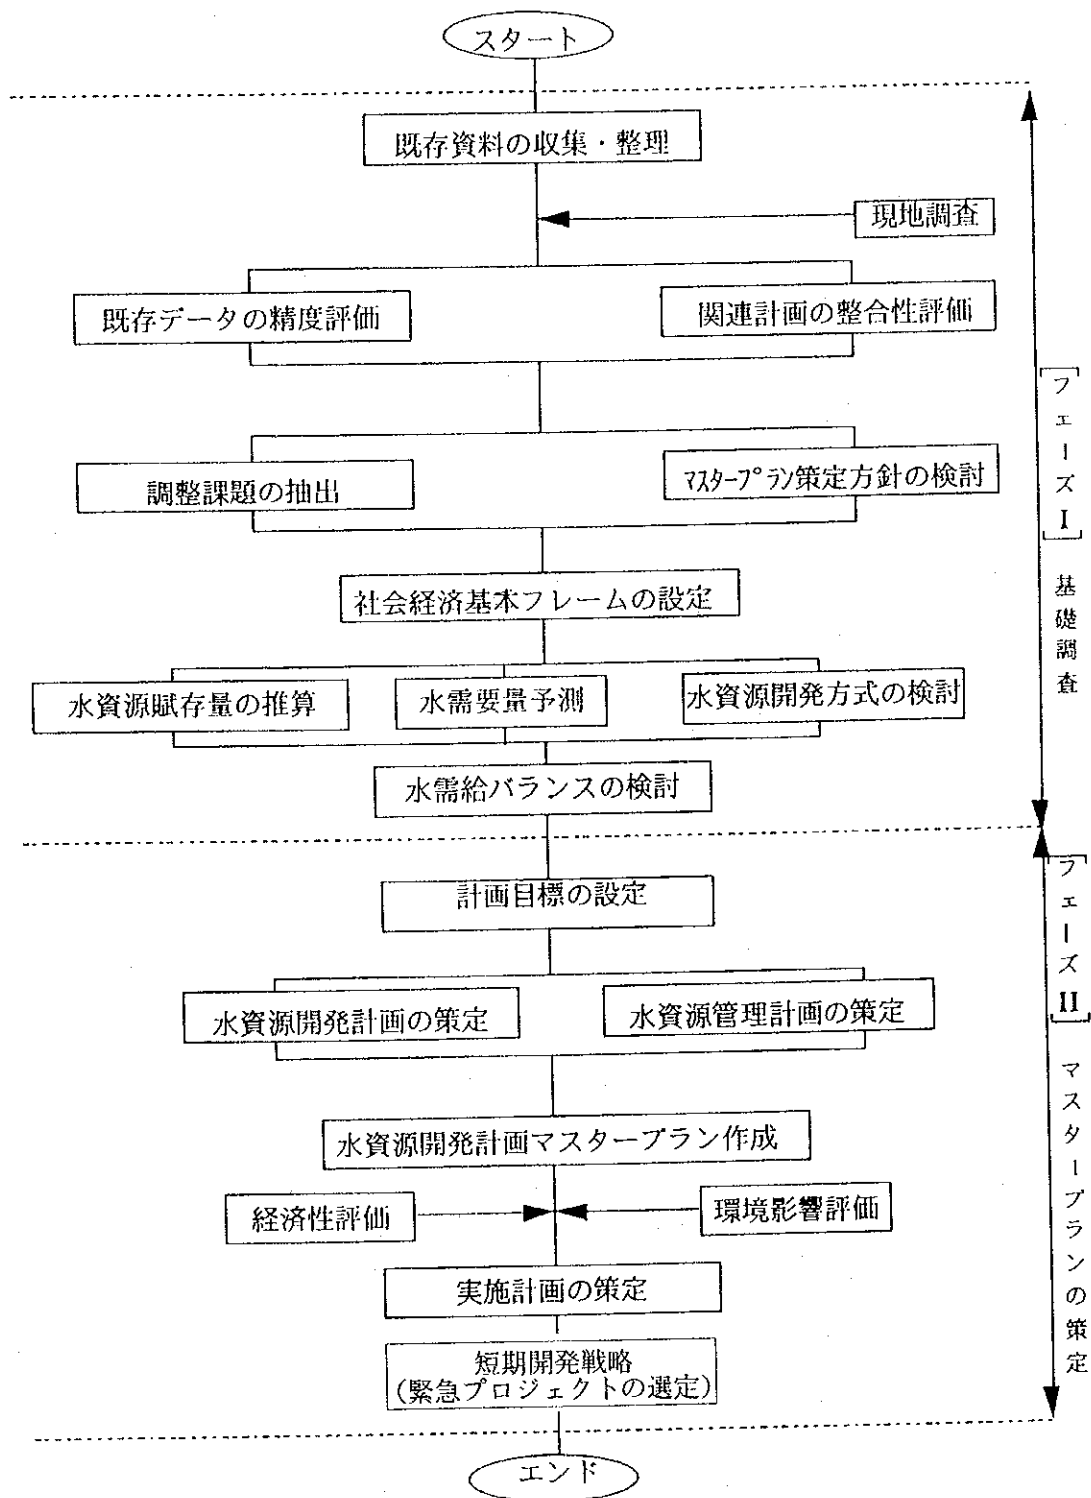 スタート
既存資料の収集・整理
現地調査
既存データの精度評価
関連計画の整合性評価
調整課題の抽出
マスタープラン策定方針の検討
社会経済基本フレームの設定
水資源賦存量の推算
水需要量予測
水資源開発方式の検討
水需給バランスの検討
[フェーズI] 基礎調査
計画目標の設定
水資源開発計画の策定
水資源管理計画の策定
水資源開発計画マスタープラン作成
経済性評価
環境影響評価
実施計画の策定
短期開発戦略
(緊急プロジェクトの選定)
[フェーズII] マスタープランの策定
エンド